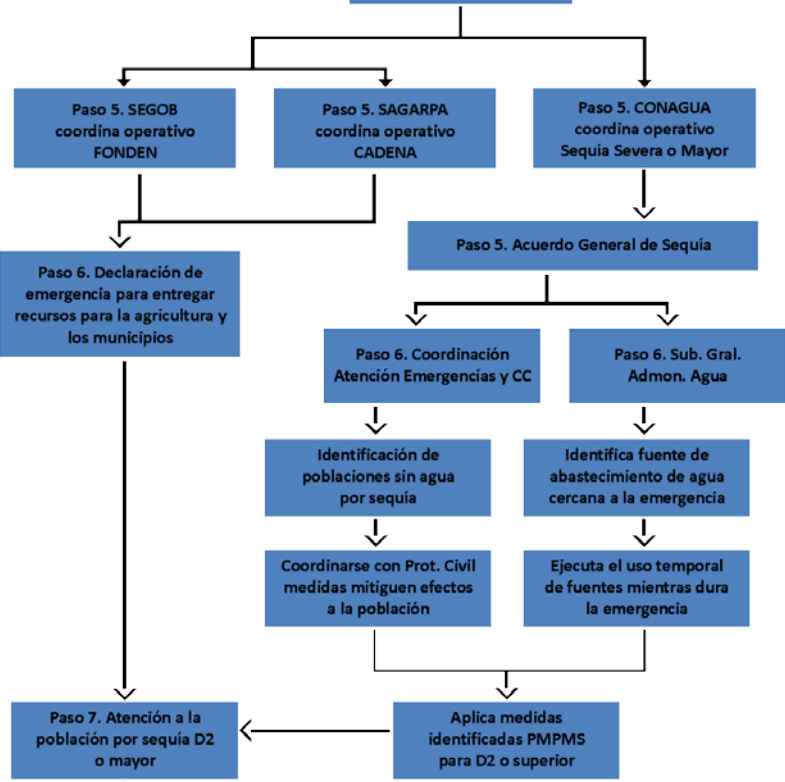 Paso 5. SEGOB
coordina operativo
FONDEN
Paso 5. SAGARPA
coordina operativo
CADENA
Paso 5. CONAGUA
coordina operativo
Sequía Severa o Mayor
Paso 5. Acuerdo General de Sequía
Paso 6. Declaración de
emergencia para entregar
recursos para la agricultura y
los municipios
Paso 6. Coordinación
Atención Emergencias y CC
Paso 6. Sub. Gral.
Admon. Agua
Identificación de
poblaciones sin agua
por sequía
Identifica fuente de
abastecimiento de agua
cercana a la emergencia
Coordinarse con Prot. Civil
medidas mitiguen efectos
a la población
Ejecuta el uso temporal
de fuentes mientras dura
la emergencia
Paso 7. Atención a la
población por sequía D2
o mayor
Aplica medidas
identificadas PMPMS
para D2 o superior